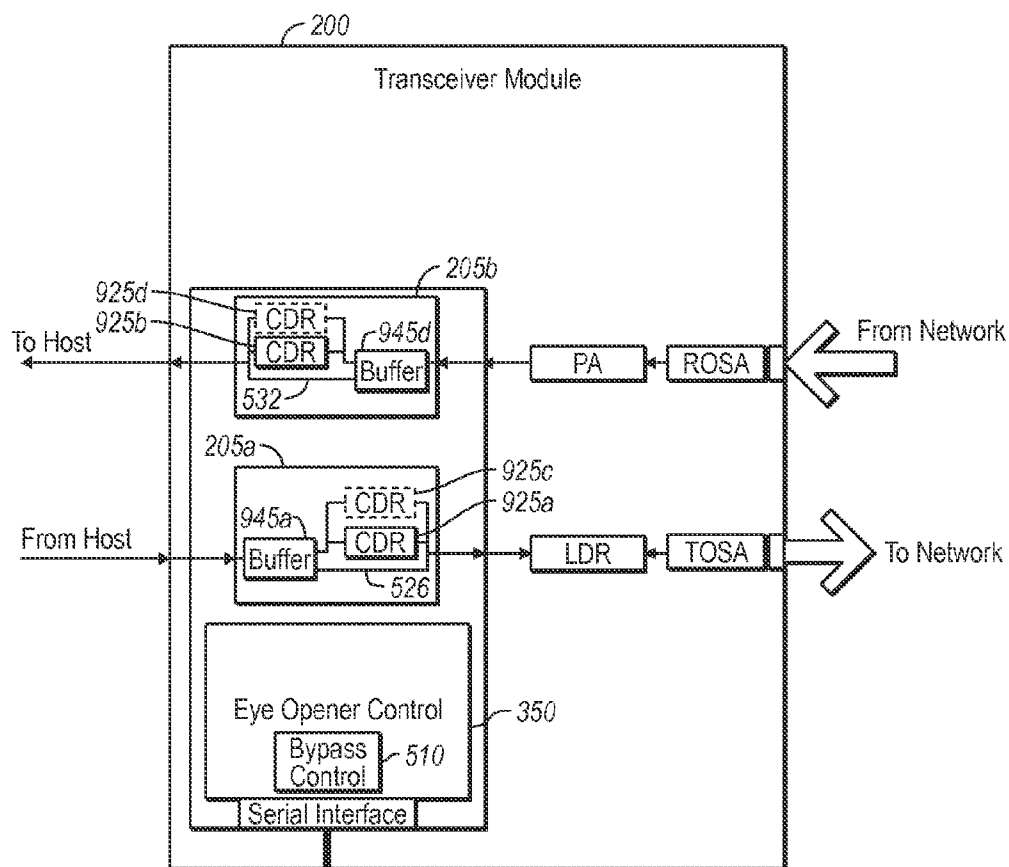 200
Transceiver Module
205b
925d
CDR
To Host
925b
CDR
945d
Buffer
532
PA
ROSA
From Network
205a
925c
CDR
925a
From Host
945a
Buffer
CDR
526
LDR
TOSA
To Network
Eye Opener Control
350
Bypass
Control
510
Serial Interface